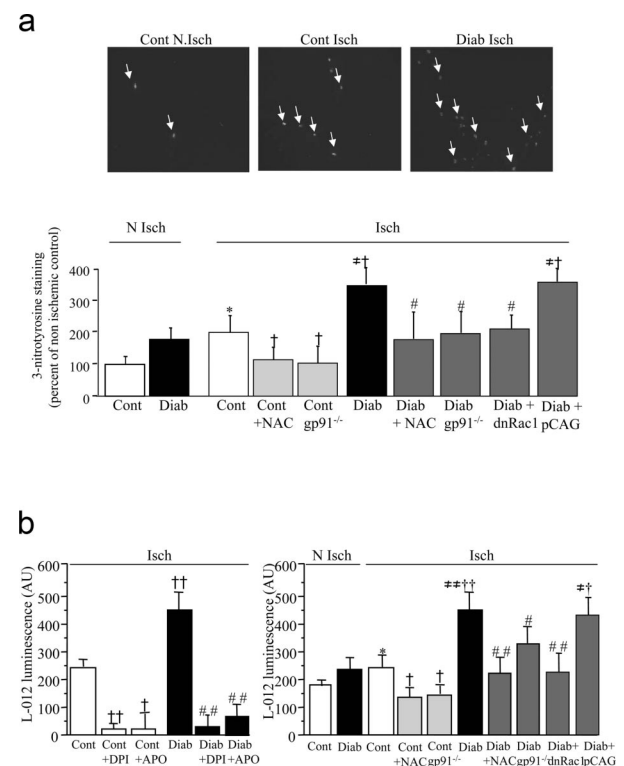 a
Cont N.Isch Cont Isch Diab Isch
N Isch Isch
3-nitrotyrosine staining
(percent of non ischemic control)
400
300
200
100
0
* † † ‡† # # # ‡†
Cont Diab Cont Cont Cont Diab Diab Diab Diab + Diab +
+NAC gp91-/- + NAC gp91-/- dnRac1 pCAG
b
Isch
L-012 luminescence (AU)
600
500
400
300
200
100
0
†† † †† ## ##
Cont Cont Cont Diab Diab Diab
+DPI +APO +DPI +APO
N Isch Isch
L-012 luminescence (AU)
600
500
400
300
200
100
0
* † † ‡‡†† ## # ## ‡†
Cont Diab Cont Cont Cont Diab Diab Diab Diab+ Diab+
+NAC gp91-/- +NAC gp91-/- dnRac1 pCAG